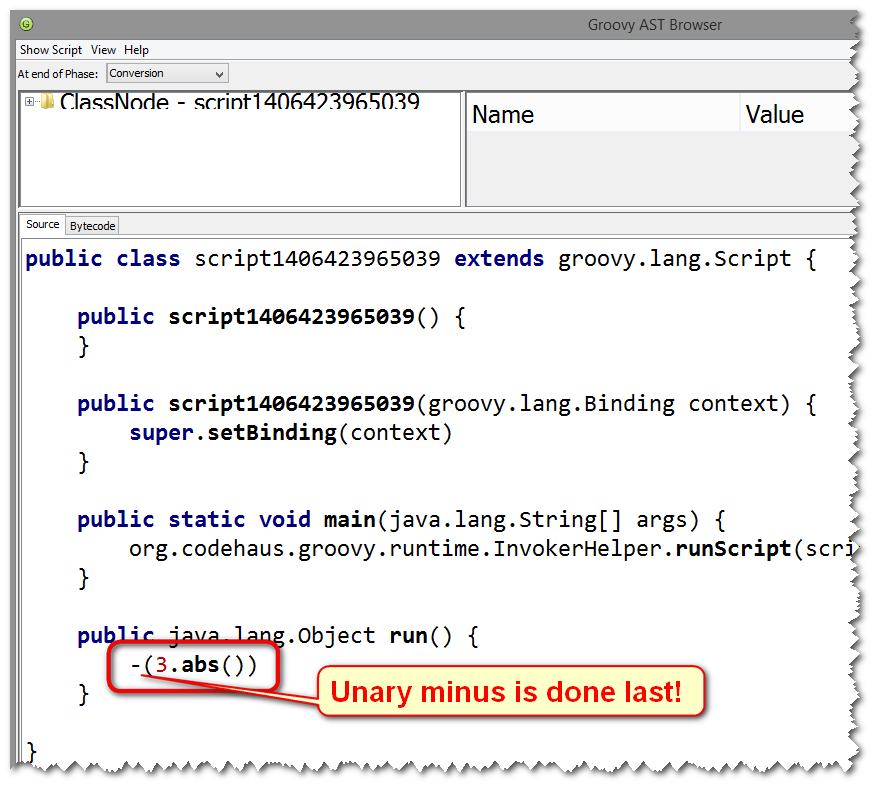 Groovy AST Browser
Show Script View Help
At end of Phase: Conversion
ClassNode - script1406423965039
Name Value
Source Bytecode
public class script1406423965039 extends groovy.lang.Script {
public script1406423965039() {
}
public script1406423965039(groovy.lang.Binding context) {
super.setBinding(context)
}
public static void main(java.lang.String[] args) {
org.codehaus.groovy.runtime.InvokerHelper.runScript(scri
}
public java.lang.Object run() {
-(3.abs())
Unary minus is done last!
}
}